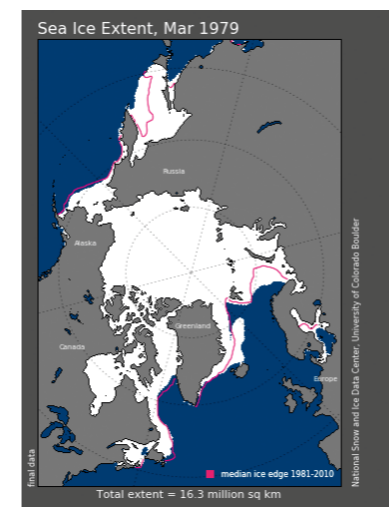 Sea Ice Extent, Mar 1979
Russia
Alaska
Greenland
Canada
Europe
median ice edge 1981-2010
Total extent = 16.3 million sq km
final data
National Snow and Ice Data Center, University of Colorado Boulder